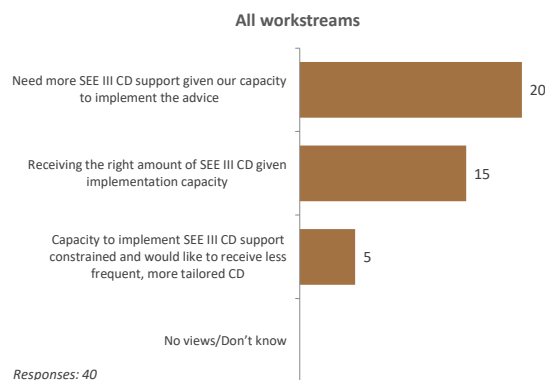 All workstreams
Need more SEE III CD support given our capacity
to implement the advice
20
Receiving the right amount of SEE III CD given
implementation capacity
15
Capacity to implement SEE III CD support
constrained and would like to receive less
frequent, more tailored CD
5
No views/Don’t know
Responses: 40